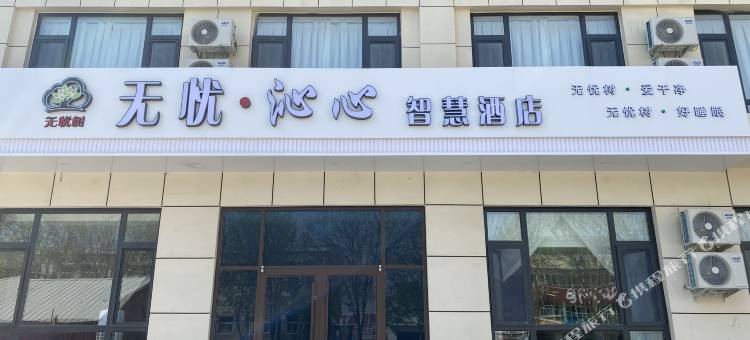 无忧树
无忧·沁心 智慧酒店
无忧树·爱干净
无忧树·好睡眠
携程旅行